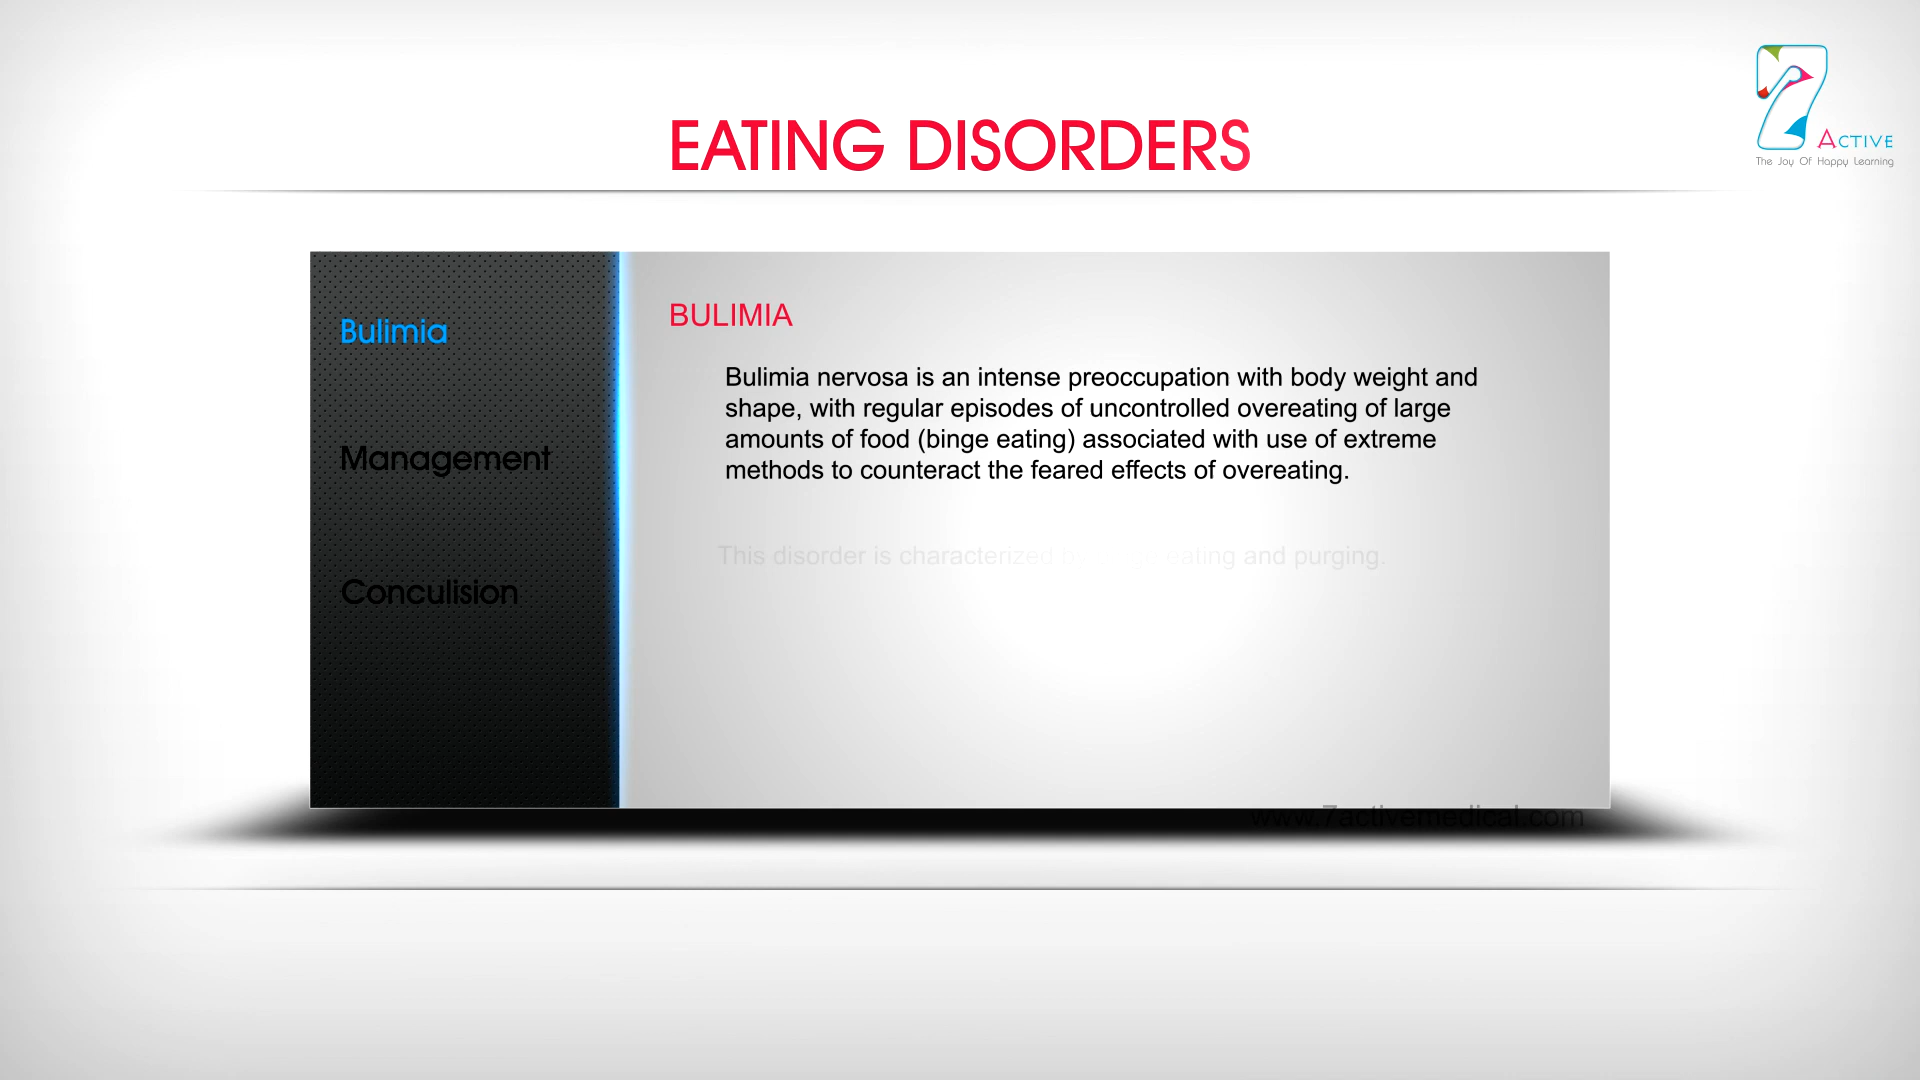 EATING DISORDERS
7 ACTIVE
The Joy Of Happy Learning
Bulimia
Management
Conculision
BULIMIA
Bulimia nervosa is an intense preoccupation with body weight and
shape, with regular episodes of uncontrolled overeating of large
amounts of food (binge eating) associated with use of extreme
methods to counteract the feared effects of overeating.
This disorder is characterized eating and purging.
www.7activemedical.com